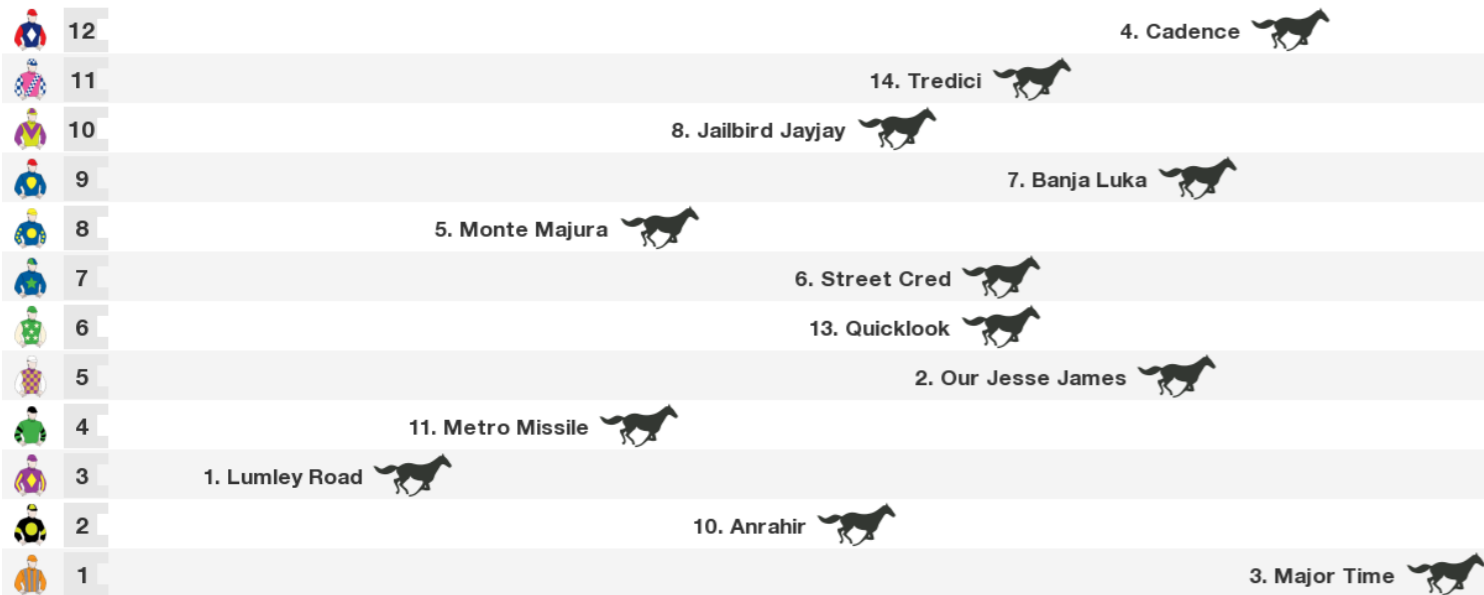 12 4. Cadence
11 14. Tredici
10 8. Jailbird Jayjay
9 7. Banja Luka
8 5. Monte Majura
7 6. Street Cred
6 13. Quicklook
5 2. Our Jesse James
4 11. Metro Missile
3 1. Lumley Road
2 10. Anrahir
1 3. Major Time